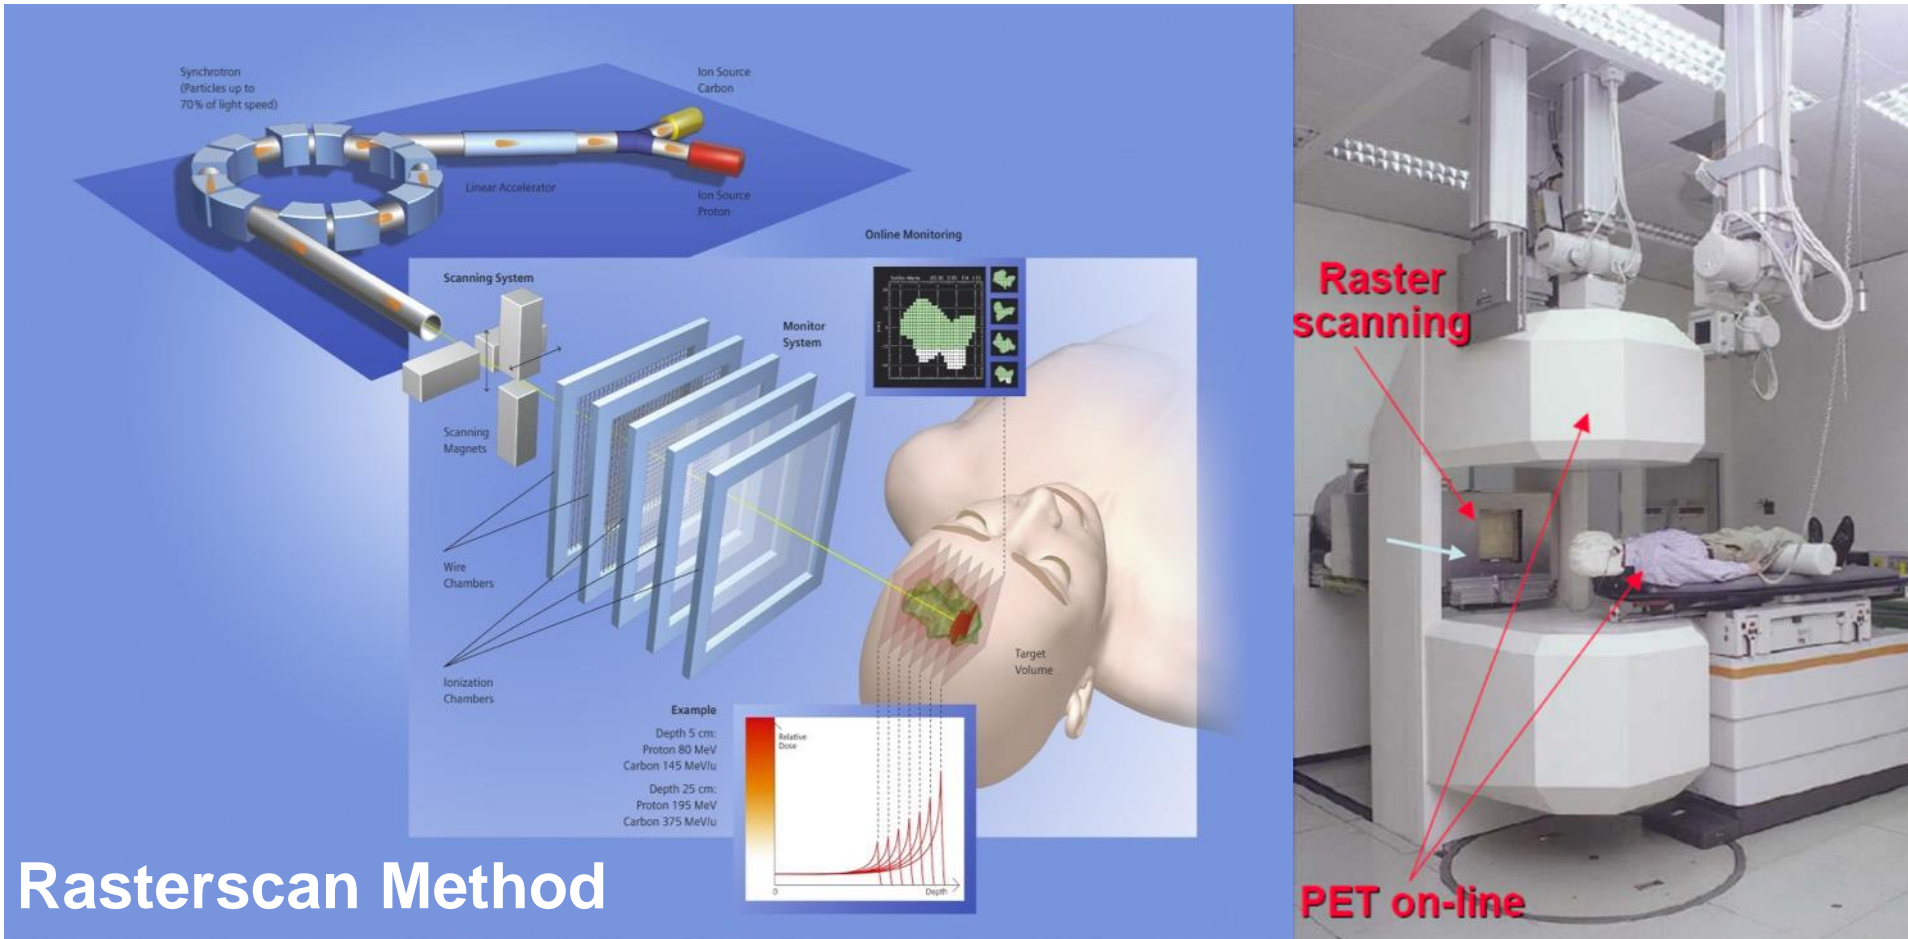 Synchrotron
(Particles up to
70% of light speed)
Ion Source
Carbon
Linear Accelerator
Ion Source
Proton
Online Monitoring
Scanning System
Monitor
System
Scanning
Magnets
Wire
Chambers
Ionization
Chambers
Target
Volume
Example
Depth 5 cm:
Proton 80 MeV
Carbon 145 MeV/u
Depth 25 cm:
Proton 195 MeV
Carbon 375 MeV/u
Relative
Dose
0
Depth
Rasterscan Method
Raster
scanning
PET on-line